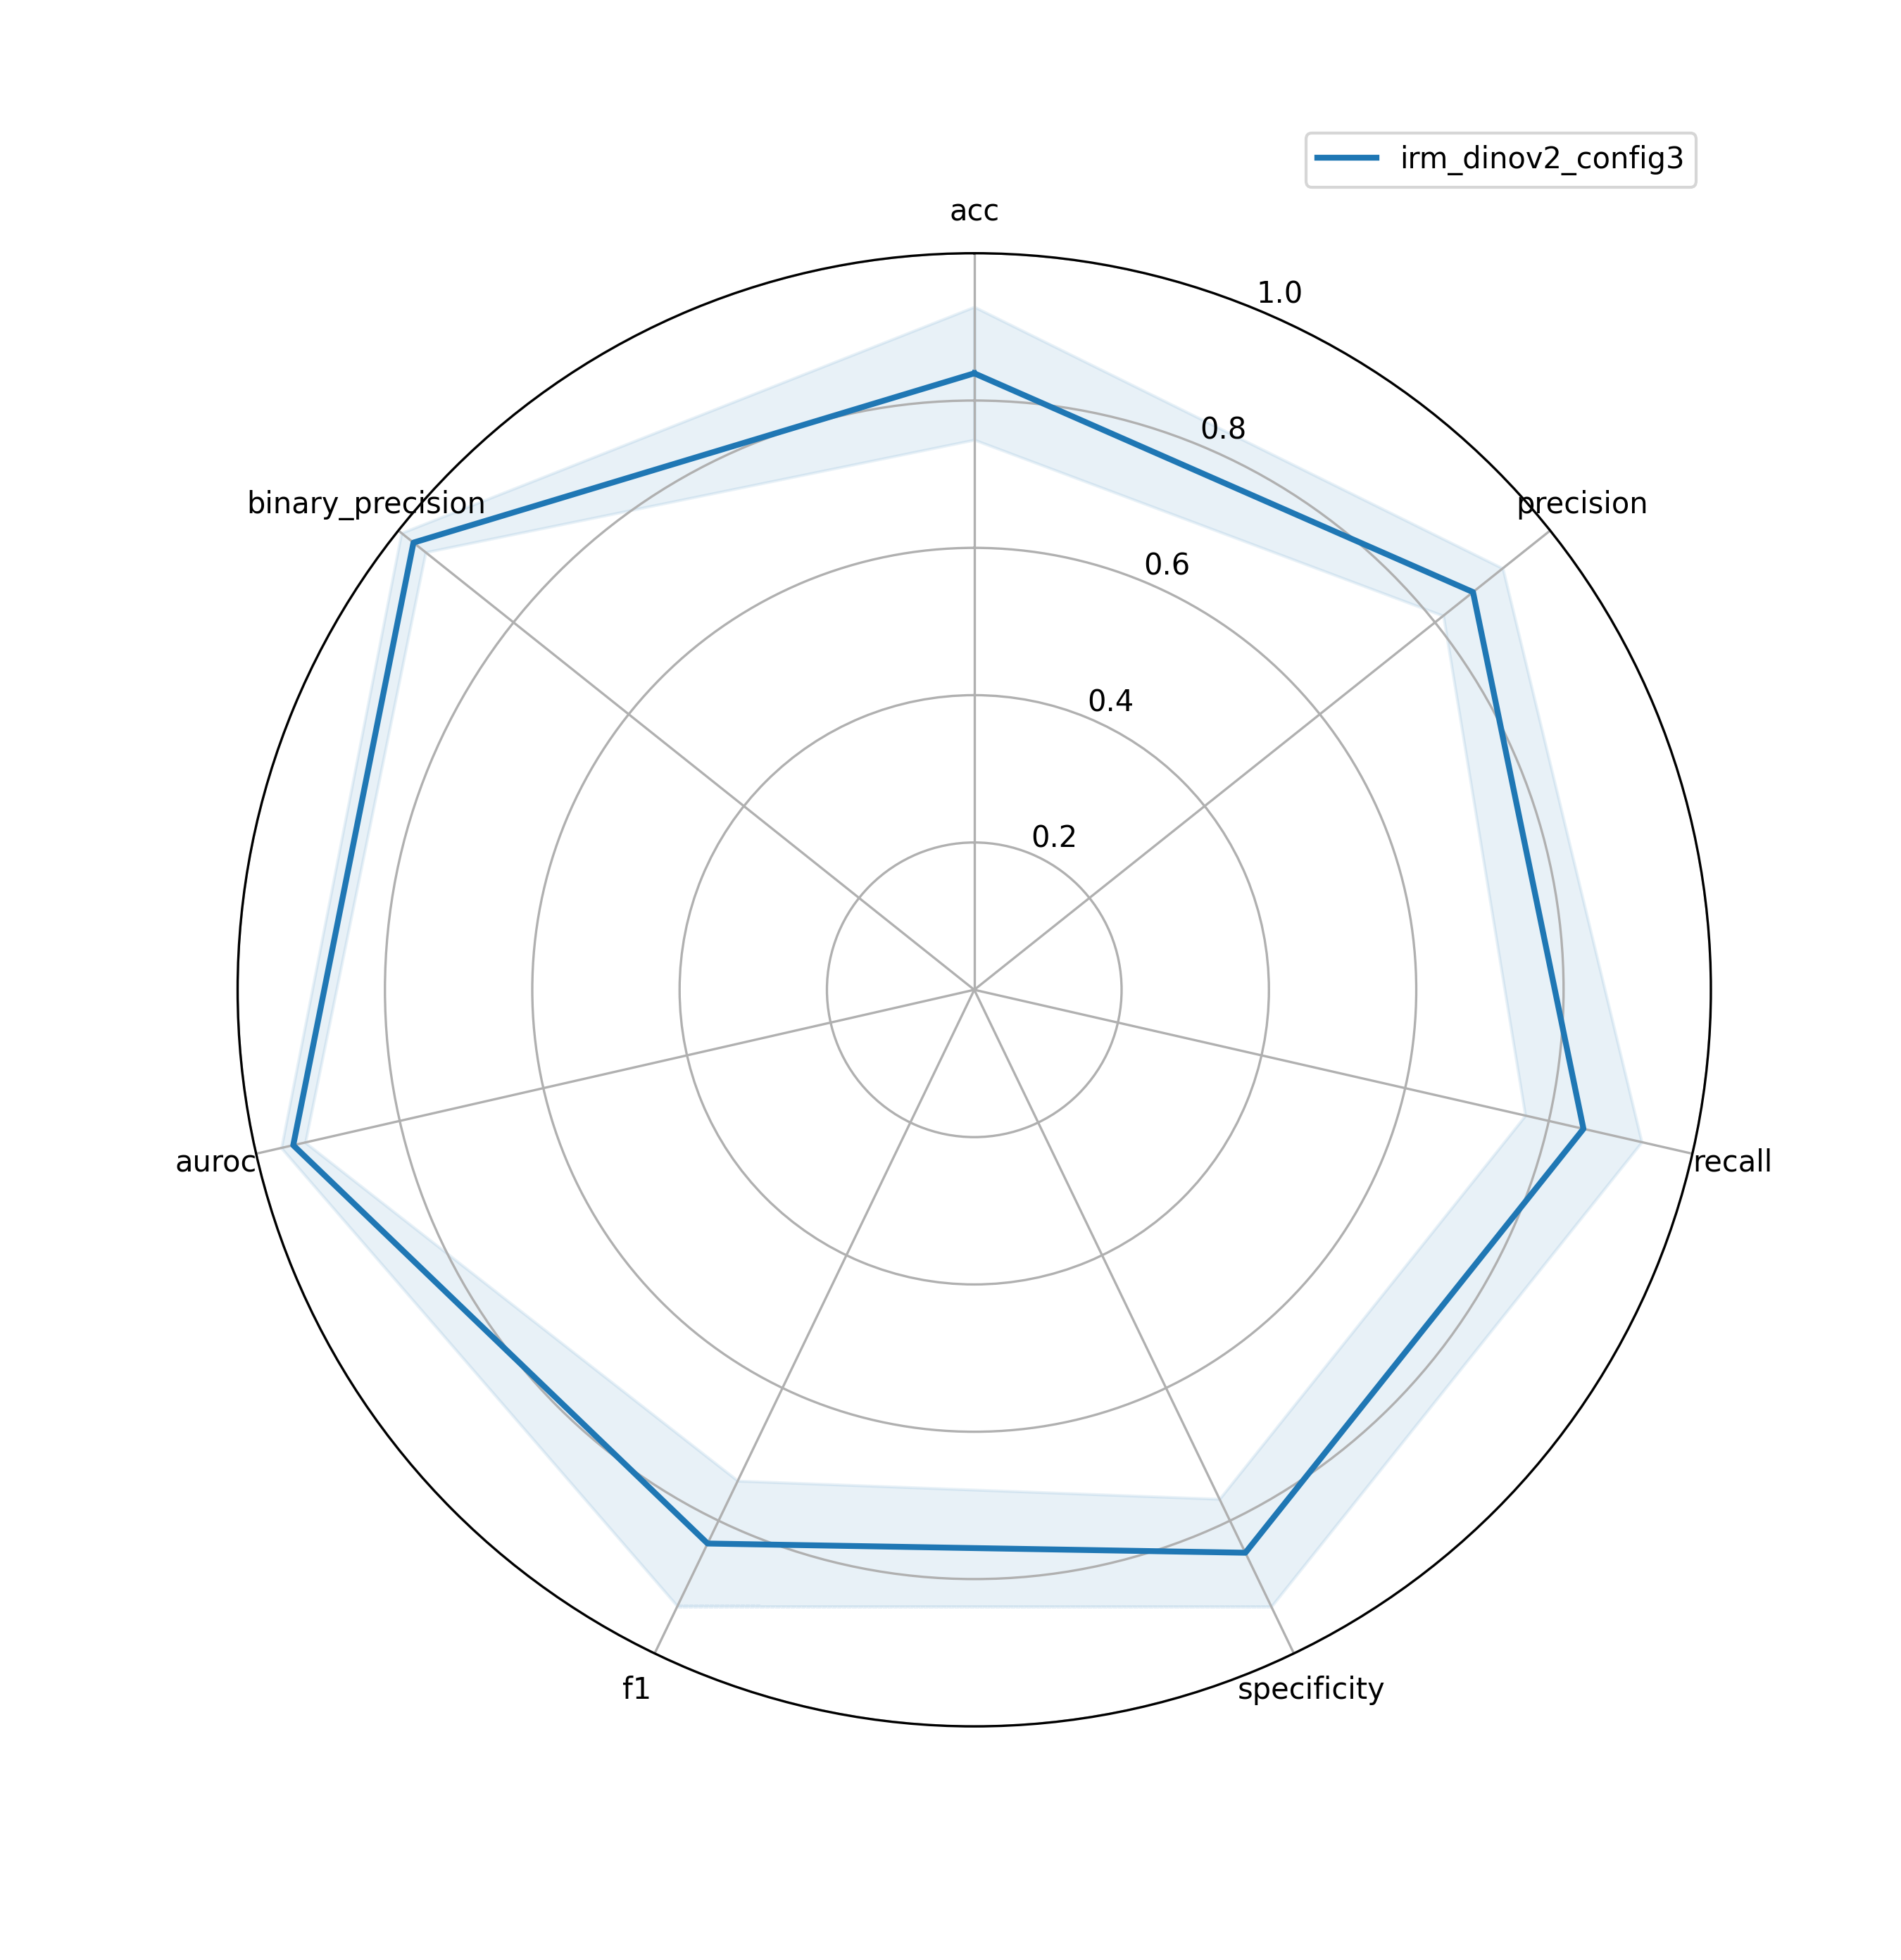 irm_dinov2_config3
acc
1.0
0.8
binary_precision
precision
0.6
0.4
0.2
auroc
recall
f1
specificity